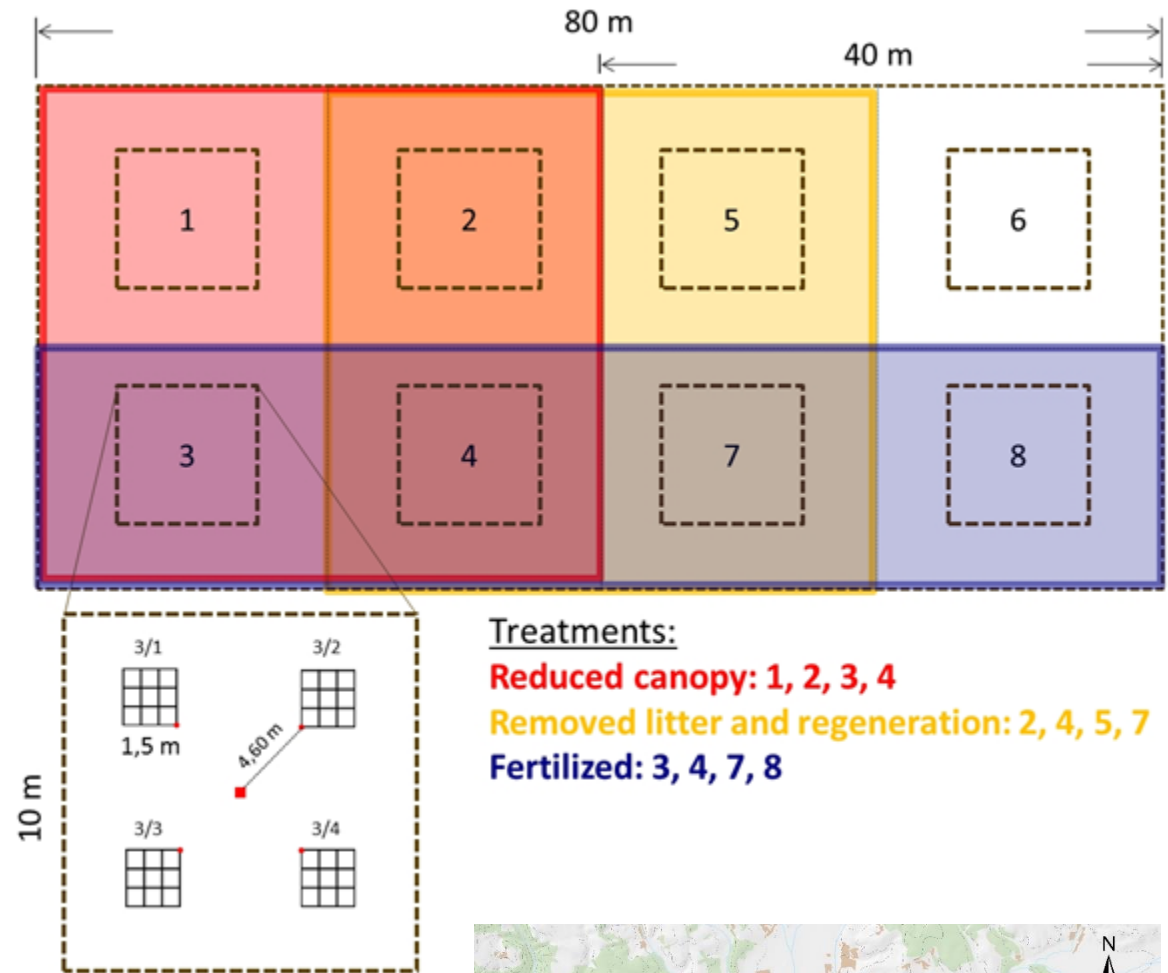 80 m
40 m
1
2
5
6
3
4
7
8
3/1
3/2
1,5 m
4,60 m
3/3
3/4
10 m
Treatments:
Reduced canopy: 1, 2, 3, 4
Removed litter and regeneration: 2, 4, 5, 7
Fertilized: 3, 4, 7, 8
N